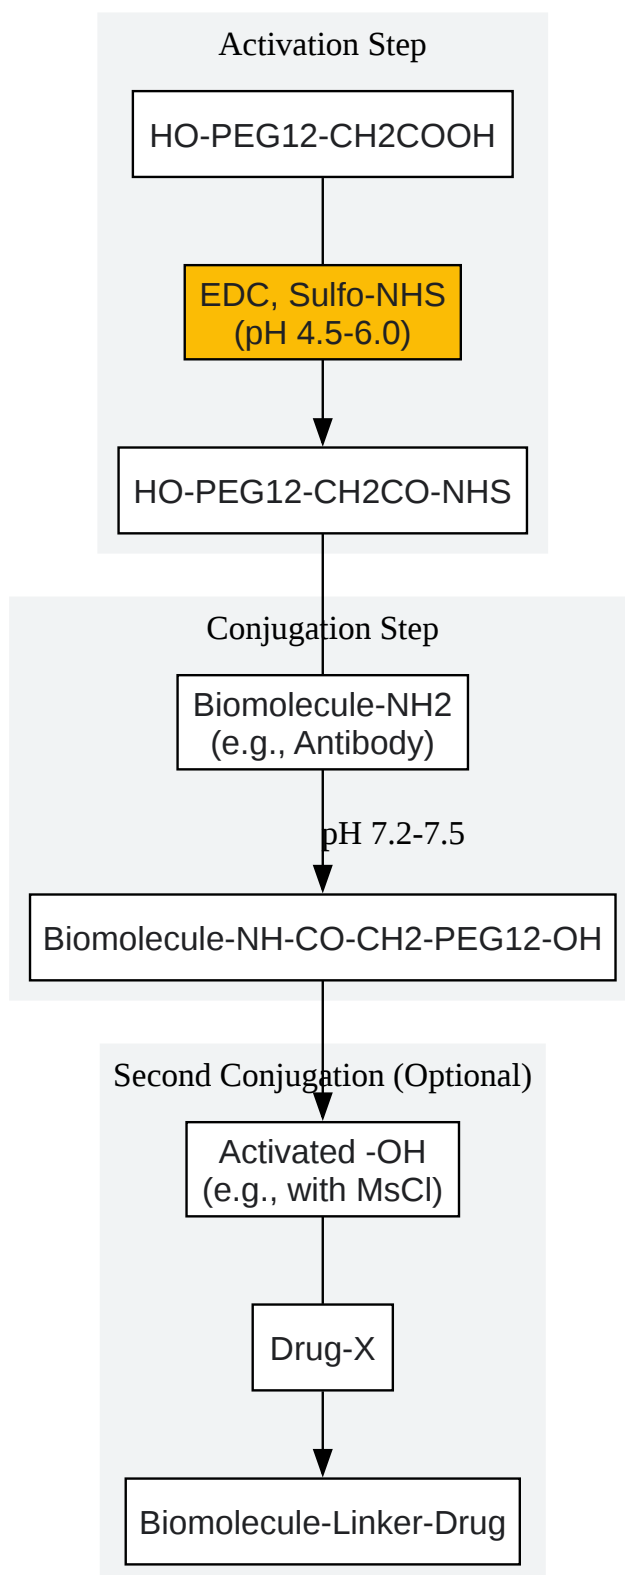 Activation Step
HO-PEG12-CH2COOH
EDC, Sulfo-NHS
(pH 4.5-6.0)
HO-PEG12-CH2CO-NHS
Conjugation Step
Biomolecule-NH2
(e.g., Antibody)
pH 7.2-7.5
Biomolecule-NH-CO-CH2-PEG12-OH
Second Conjugation (Optional)
Activated -OH
(e.g., with MsCl)
Drug-X
Biomolecule-Linker-Drug